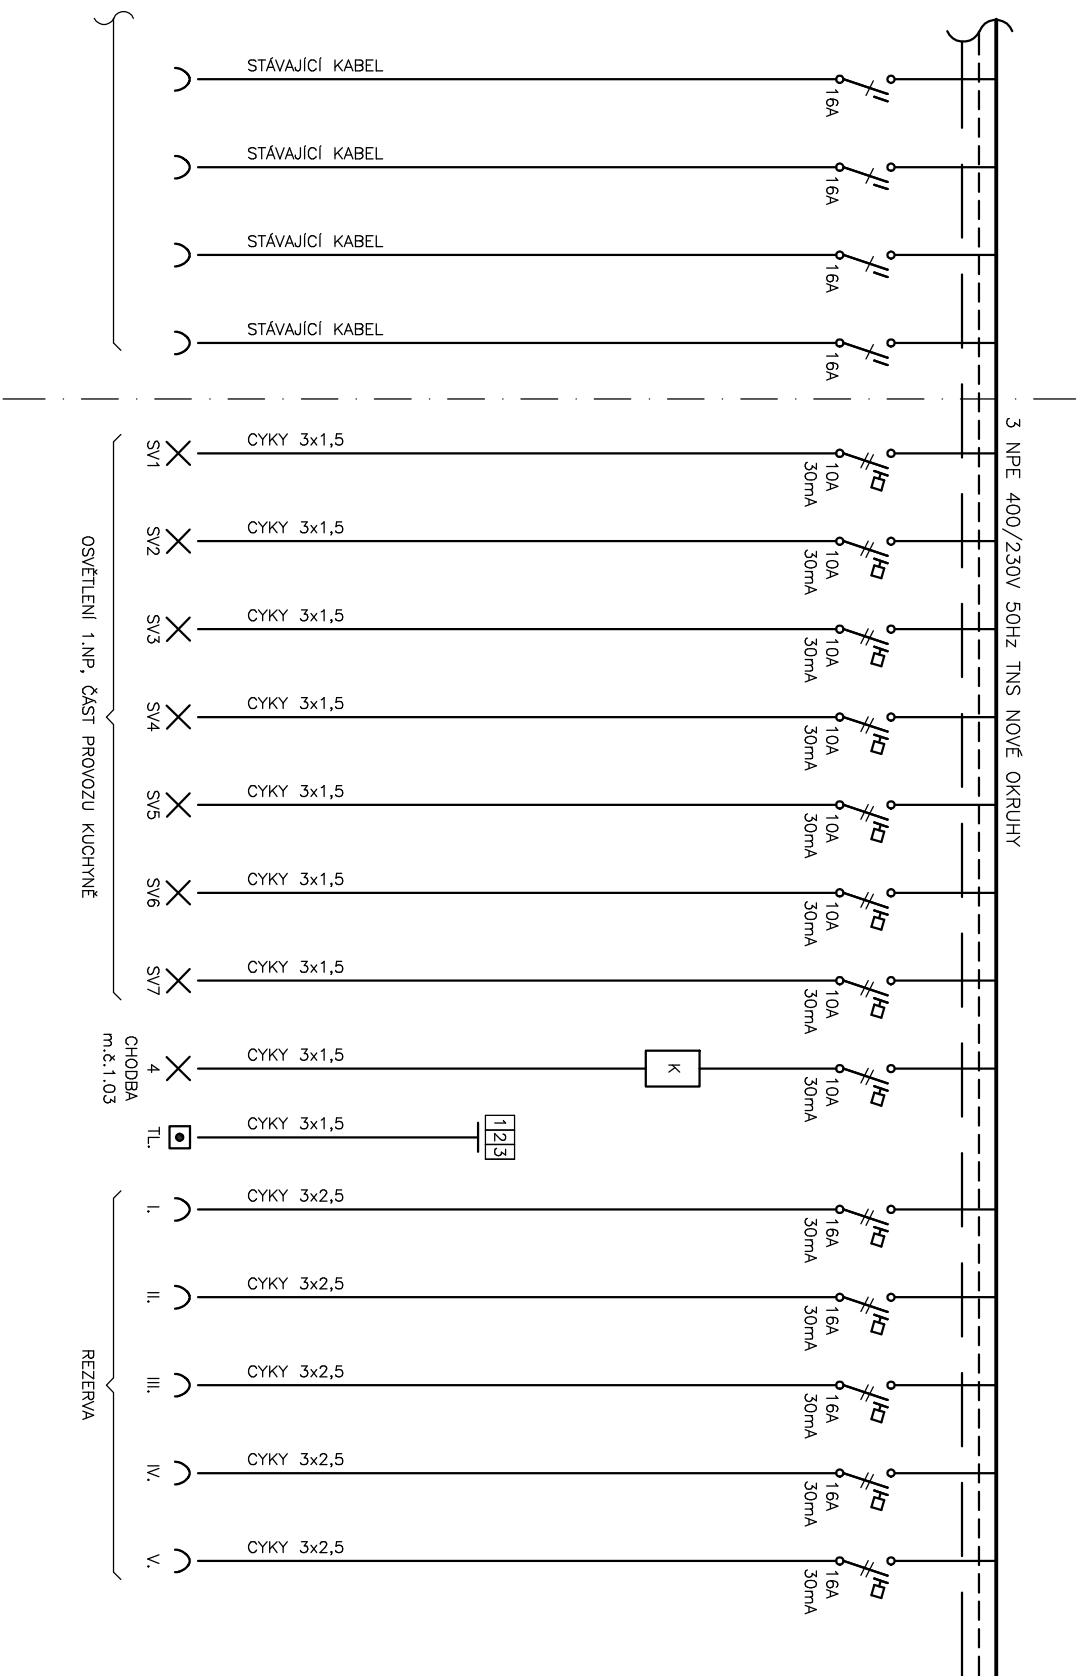 STÁVAJÍCÍ KABEL
16A
STÁVAJÍCÍ KABEL
16A
STÁVAJÍCÍ KABEL
16A
STÁVAJÍCÍ KABEL
16A
3 NPE 400/230V 50Hz TNS NOVÉ OKRUHY
SV1
CYKY 3x1,5
10A
30mA
SV2
CYKY 3x1,5
10A
30mA
SV3
CYKY 3x1,5
10A
30mA
SV4
CYKY 3x1,5
10A
30mA
SV5
CYKY 3x1,5
10A
30mA
SV6
CYKY 3x1,5
10A
30mA
SV7
CYKY 3x1,5
10A
30mA
OSVĚTLENÍ 1.NP, ČÁST PROVOZU KUCHYNĚ
4
CHODBA
m.č.1.03
CYKY 3x1,5
K
10A
30mA
TL.
CYKY 3x1,5
1 2 3
I.
CYKY 3x2,5
16A
30mA
II.
CYKY 3x2,5
16A
30mA
III.
CYKY 3x2,5
16A
30mA
IV.
CYKY 3x2,5
16A
30mA
V.
CYKY 3x2,5
16A
30mA
REZERVA